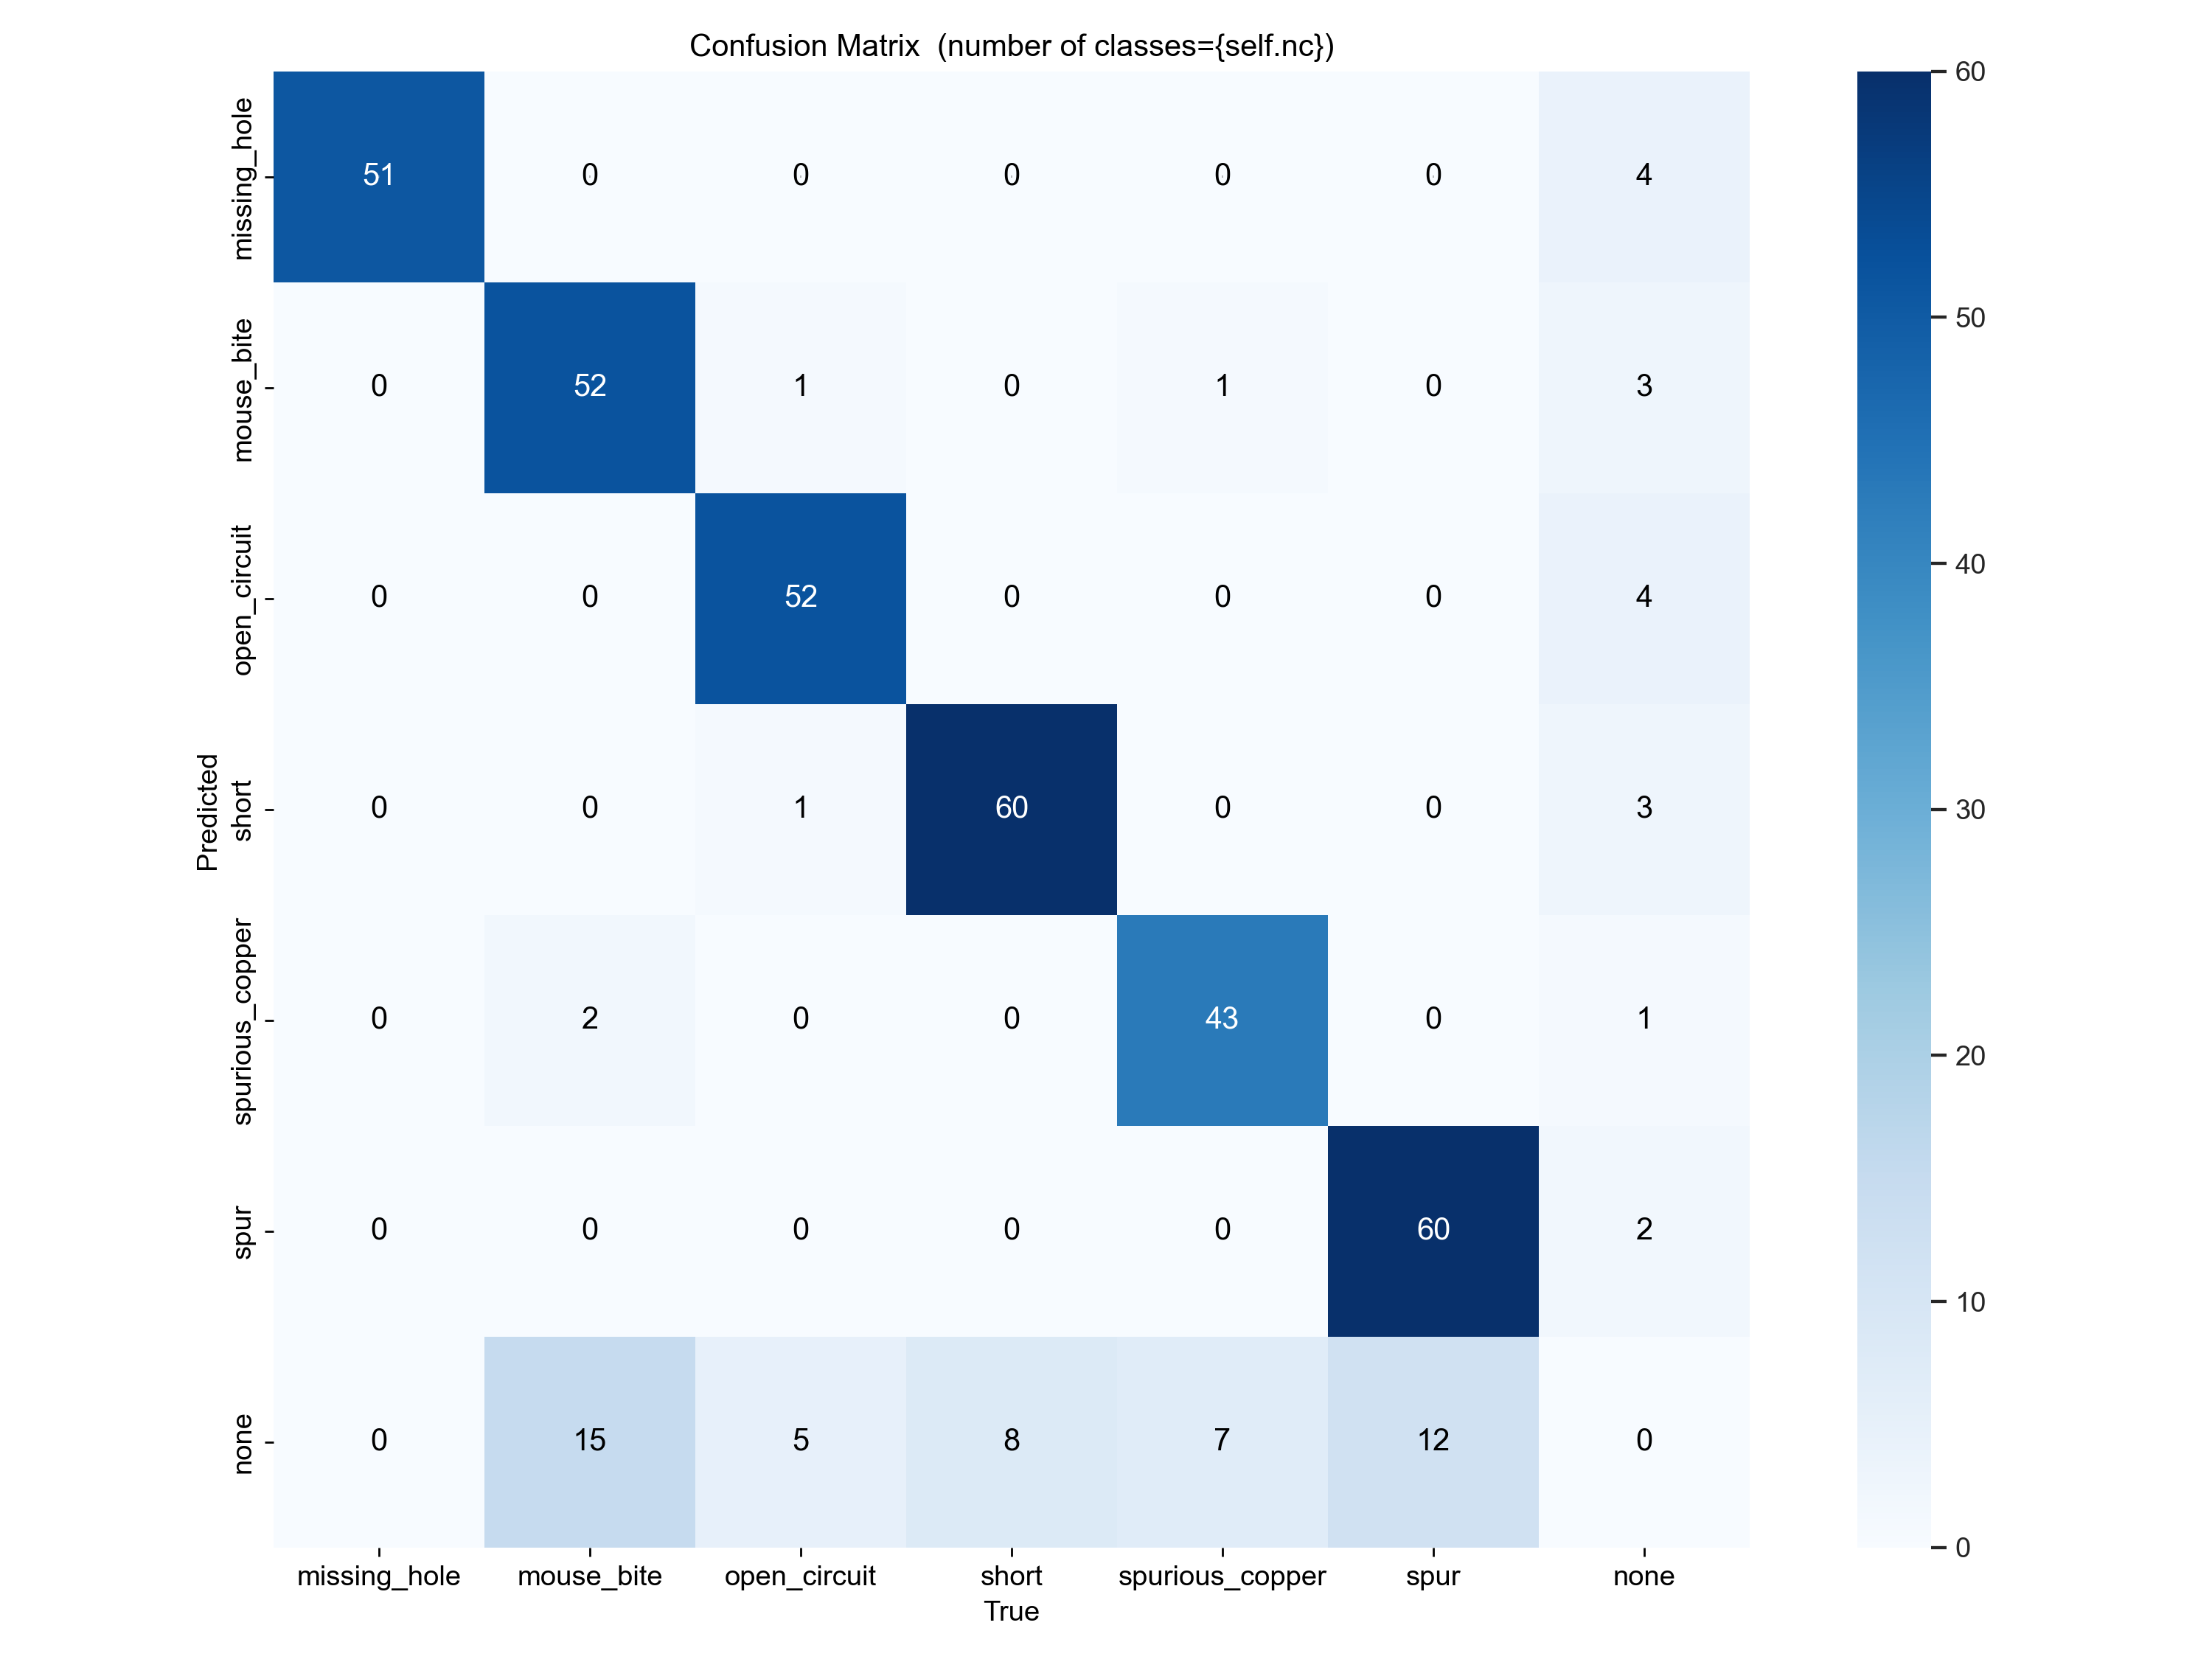 Confusion Matrix  (number of classes={self.nc})
missing_hole 51 0 0 0 0 0 4
mouse_bite 0 52 1 0 1 0 3
open_circuit 0 0 52 0 0 0 4
short 0 0 1 60 0 0 3
spurious_copper 0 2 0 0 43 0 1
spur 0 0 0 0 0 60 2
none 0 15 5 8 7 12 0
Predicted
missing_hole mouse_bite open_circuit short spurious_copper spur none
True
60
50
40
30
20
10
0